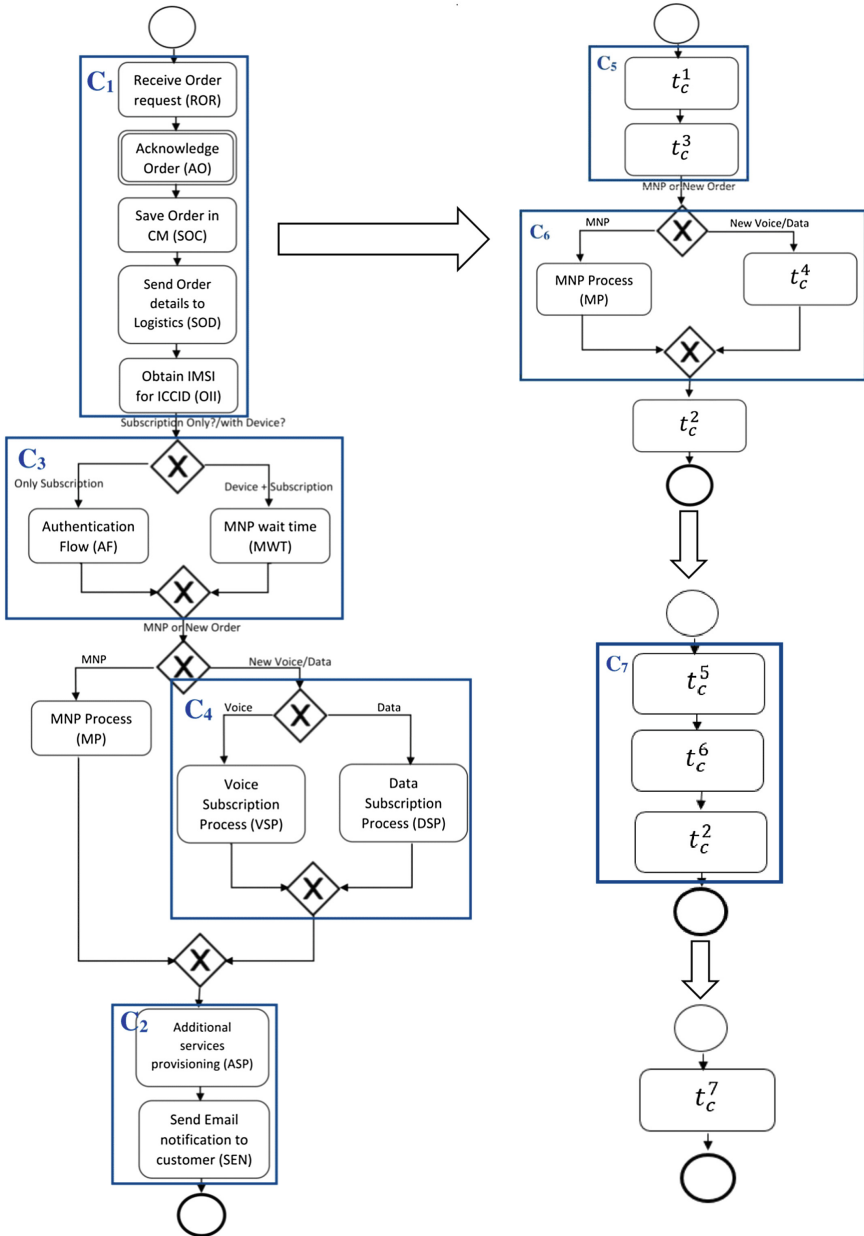 C₁
Receive Order
request (ROR)
Acknowledge
Order (AO)
Save Order in
CM (SOC)
Send Order
details to
Logistics (SOD)
Obtain IMSI
for ICCID (OII)
Subscription Only?/with Device?
C₃
X
Only Subscription
Device + Subscription
Authentication
Flow (AF)
MNP wait time
(MWT)
X
MNP or New Order
X
MNP
New Voice/Data
MNP Process
(MP)
C₄
X
Voice
Data
Voice
Subscription
Process (VSP)
Data
Subscription
Process (DSP)
X
X
C₂
Additional
services
provisioning (ASP)
Send Email
notification to
customer (SEN)
C₅
t_c^1
t_c^3
MNP or New Order
C₆
X
MNP
New Voice/Data
MNP Process
(MP)
t_c^4
X
t_c^2
C₇
t_c^5
t_c^6
t_c^2
t_c^7